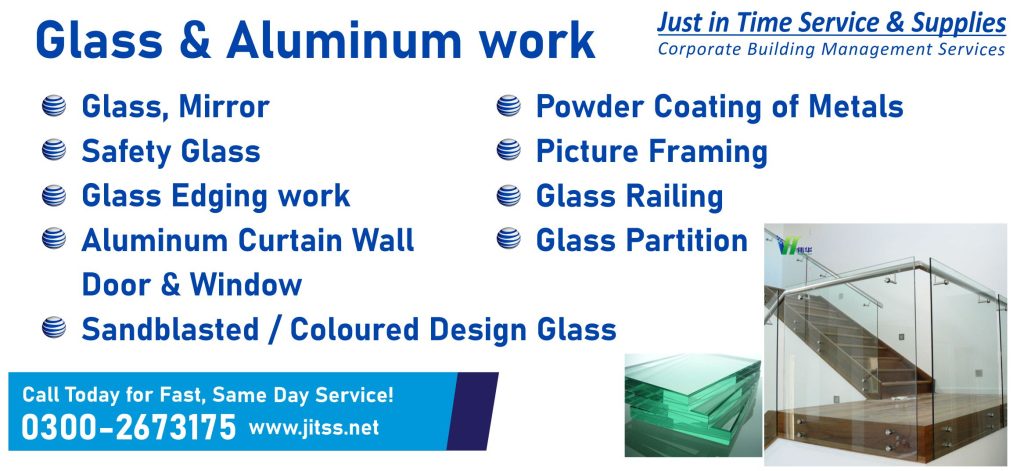 Glass & Aluminum work
Just in Time Service & Supplies
Corporate Building Management Services
Glass, Mirror
Safety Glass
Glass Edging work
Aluminum Curtain Wall
Door & Window
Sandblasted / Coloured Design Glass
Powder Coating of Metals
Picture Framing
Glass Railing
Glass Partition
Call Today for Fast, Same Day Service!
0300-2673175 www.jitss.net